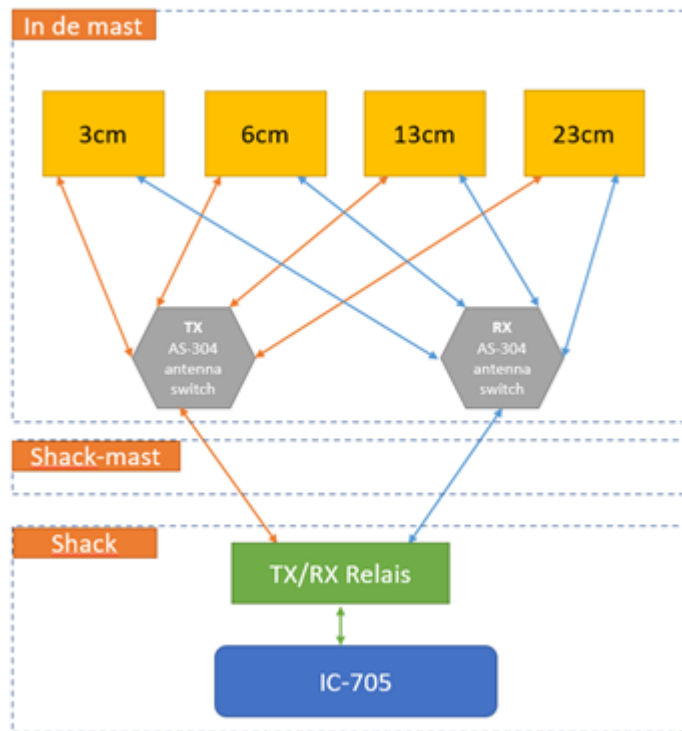 In de mast
3cm
6cm
13cm
23cm
TX
AS-304
antenna
switch
RX
AS-304
antenna
switch
Shack-mast
Shack
TX/RX Relais
IC-705